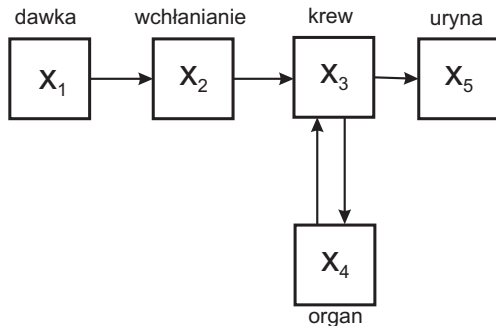 dawka wchłanianie krew uryna
X₁ X₂ X₃ X₅
X₄
organ